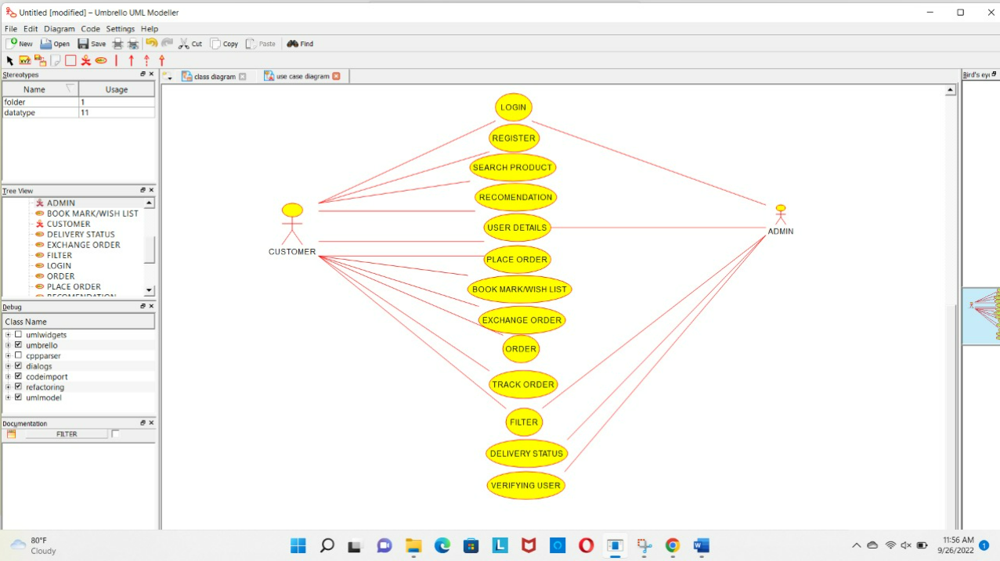 Untitled [modified] – Umbrello UML Modeller
File Edit Diagram Code Settings Help
New Open Save Cut Copy Paste Find
Stereotypes
Name Usage
folder 1
datatype 11
Tree View
ADMIN
BOOK MARK/WISH LIST
CUSTOMER
DELIVERY STATUS
EXCHANGE ORDER
FILTER
LOGIN
ORDER
PLACE ORDER
RECOMENDATION
Debug
Class Name
umlwidgets
umbrello
cppparser
dialogs
codeimport
refactoring
umlmodel
Documentation
FILTER
class diagram use case diagram
Bird's eye
LOGIN
REGISTER
SEARCH PRODUCT
RECOMENDATION
USER DETAILS
PLACE ORDER
BOOK MARK/WISH LIST
EXCHANGE ORDER
ORDER
TRACK ORDER
FILTER
DELIVERY STATUS
VERIFYING USER
CUSTOMER
ADMIN
80°F
Cloudy
11:56 AM
9/26/2022
1